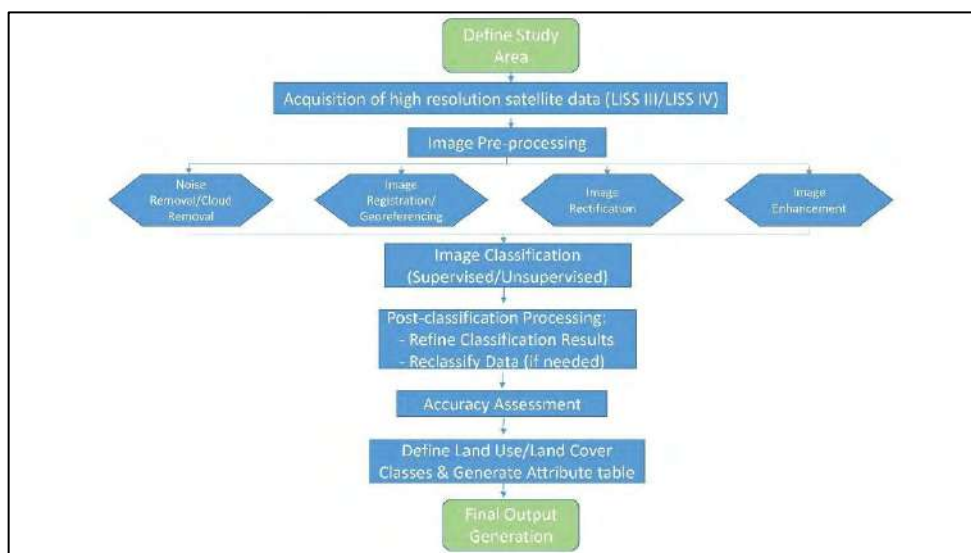 Define Study
Area
Acquisition of high resolution satellite data (LISS III/LISS IV)
Image Pre-processing
Noise
Removal/Cloud
Removal
Image
Registration/
Georeferencing
Image
Rectification
Image
Enhancement
Image Classification
(Supervised/Unsupervised)
Post-classification Processing:
- Refine Classification Results
- Reclassify Data (if needed)
Accuracy Assessment
Define Land Use/Land Cover
Classes & Generate Attribute table
Final Output
Generation